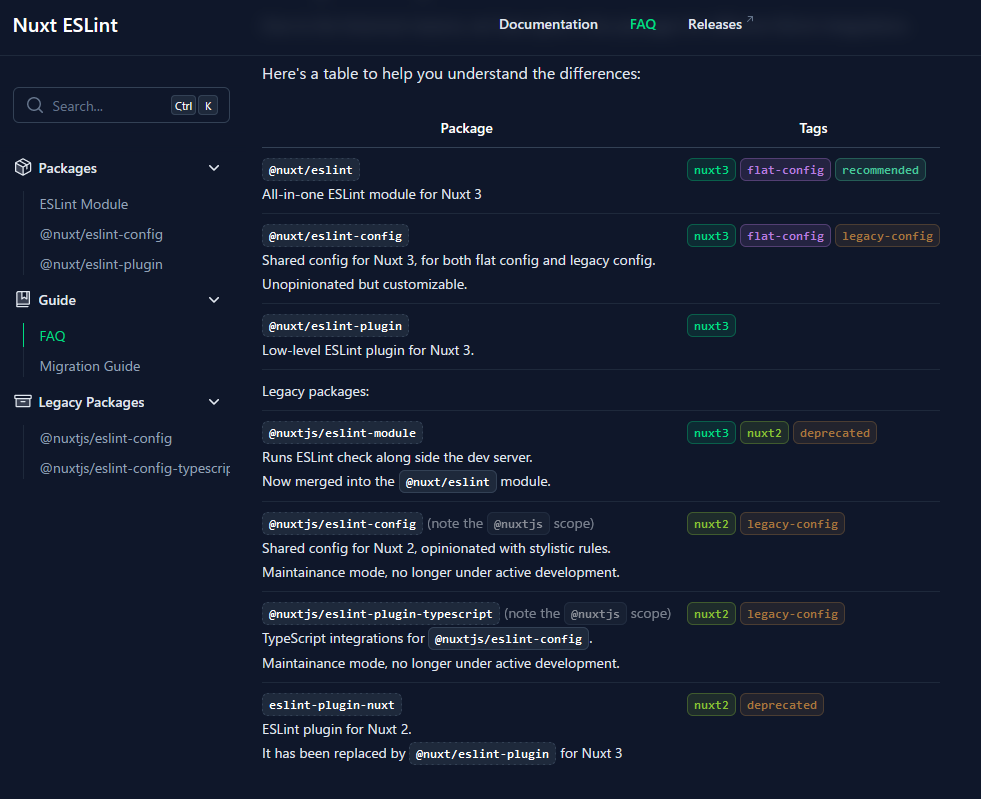 Nuxt ESLint
Documentation
FAQ
Releases
Search...
Ctrl K
Packages
ESLint Module
@nuxt/eslint-config
@nuxt/eslint-plugin
Guide
FAQ
Migration Guide
Legacy Packages
@nuxtjs/eslint-config
@nuxtjs/eslint-config-typescrip
Here's a table to help you understand the differences:
Package Tags
@nuxt/eslint nuxt3 flat-config recommended
All-in-one ESLint module for Nuxt 3
@nuxt/eslint-config nuxt3 flat-config legacy-config
Shared config for Nuxt 3, for both flat config and legacy config.
Unopinionated but customizable.
@nuxt/eslint-plugin nuxt3
Low-level ESLint plugin for Nuxt 3.
Legacy packages:
@nuxtjs/eslint-module nuxt3 nuxt2 deprecated
Runs ESLint check along side the dev server.
Now merged into the @nuxt/eslint module.
@nuxtjs/eslint-config (note the @nuxtjs scope) nuxt2 legacy-config
Shared config for Nuxt 2, opinionated with stylistic rules.
Maintainance mode, no longer under active development.
@nuxtjs/eslint-plugin-typescript (note the @nuxtjs scope) nuxt2 legacy-config
TypeScript integrations for @nuxtjs/eslint-config.
Maintainance mode, no longer under active development.
eslint-plugin-nuxt nuxt2 deprecated
ESLint plugin for Nuxt 2.
It has been replaced by @nuxt/eslint-plugin for Nuxt 3